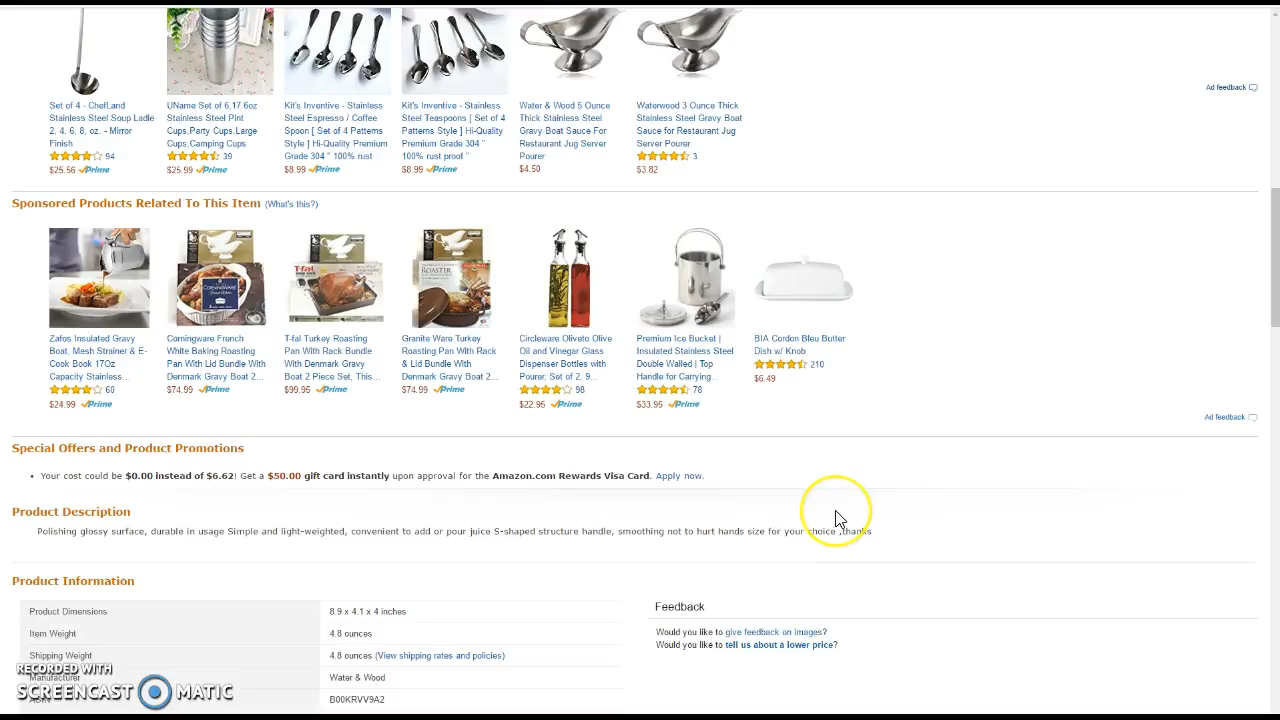 Ad feedback
Set of 4 - ChefLand
Stainless Steel Soup Ladle
2, 4, 6, 8, oz. - Mirror
Finish
94
$25.56 Prime
UName Set of 6,17.6oz
Stainless Steel Pint
Cups,Party Cups,Large
Cups,Camping Cups
39
$25.99 Prime
Kit's Inventive - Stainless
Steel Espresso / Coffee
Spoon [ Set of 4 Patterns
Style ] Hi-Quality Premium
Grade 304 " 100% rust
$8.99 Prime
Kit's Inventive - Stainless
Steel Teaspoons [ Set of 4
Patterns Style ] Hi-Quality
Premium Grade 304 "
100% rust proof "
$8.99 Prime
Water & Wood 5 Ounce
Thick Stainless Steel
Gravy Boat Sauce For
Restaurant Jug Server
Pourer
$4.50
Waterwood 3 Ounce Thick
Stainless Steel Gravy Boat
Sauce for Restaurant Jug
Server Pourer
3
$3.82
Sponsored Products Related To This Item (What's this?)
Zafos Insulated Gravy
Boat, Mesh Strainer & E-
Cook Book 17Oz
Capacity Stainless...
60
$24.99 Prime
Corningware French
White Baking Roasting
Pan With Lid Bundle With
Denmark Gravy Boat 2...
$74.99 Prime
T-fal Turkey Roasting
Pan With Rack Bundle
With Denmark Gravy
Boat 2 Piece Set, This...
$99.95 Prime
Granite Ware Turkey
Roasting Pan With Rack
& Lid Bundle With
Denmark Gravy Boat 2...
$74.99 Prime
Circleware Oliveto Olive
Oil and Vinegar Glass
Dispenser Bottles with
Pourer, Set of 2, 9...
98
$22.95 Prime
Premium Ice Bucket |
Insulated Stainless Steel
Double Walled | Top
Handle for Carrying...
78
$33.95 Prime
BIA Cordon Bleu Butter
Dish w/ Knob
210
$6.49
Ad feedback
Special Offers and Product Promotions
• Your cost could be $0.00 instead of $6.62! Get a $50.00 gift card instantly upon approval for the Amazon.com Rewards Visa Card. Apply now.
Product Description
Polishing glossy surface, durable in usage Simple and light-weighted, convenient to add or pour juice S-shaped structure handle, smoothing not to hurt hands size for your choice ,thanks
Product Information
Product Dimensions 8.9 x 4.1 x 4 inches
Item Weight 4.8 ounces
Shipping Weight 4.8 ounces (View shipping rates and policies)
Manufacturer Water & Wood
ASIN B00KRVV9A2
Feedback
Would you like to give feedback on images?
Would you like to tell us about a lower price?
RECORDED WITH
SCREENCAST MATIC